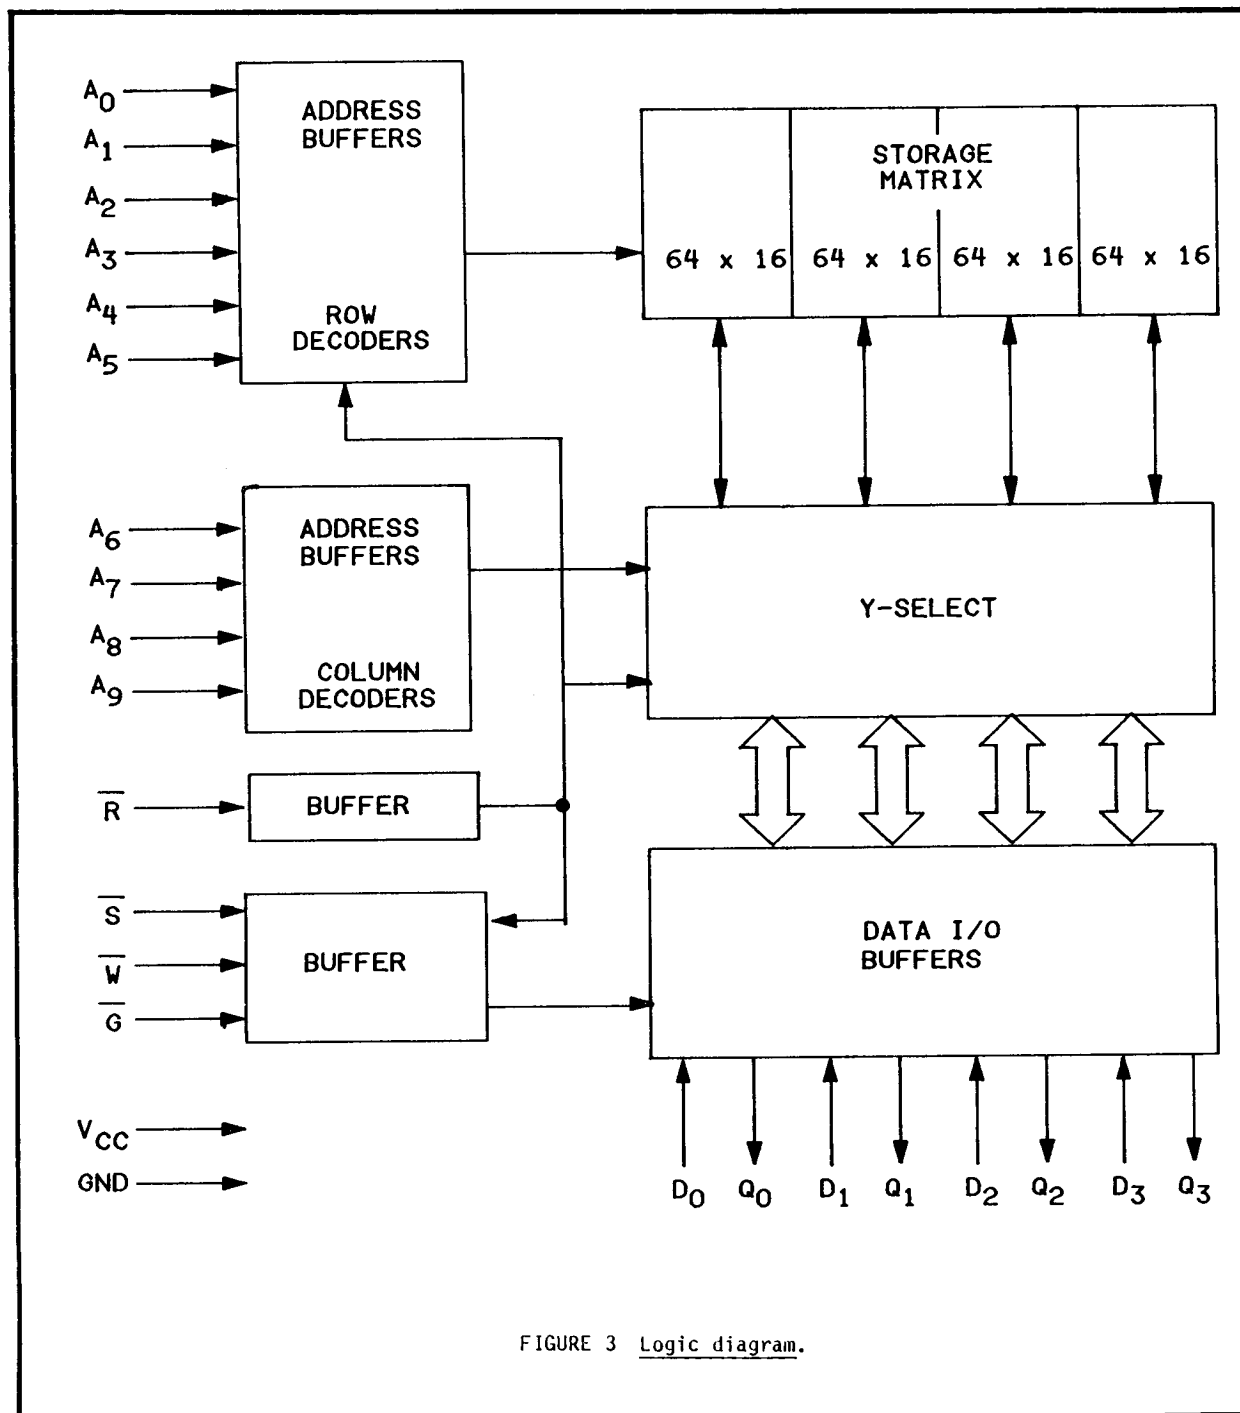 A0
A1
A2
A3
A4
A5
ADDRESS
BUFFERS
ROW
DECODERS
STORAGE
MATRIX
64 x 16 64 x 16 64 x 16 64 x 16
A6
A7
A8
A9
ADDRESS
BUFFERS
COLUMN
DECODERS
Y-SELECT
R̅
BUFFER
S̅
W̅
G̅
BUFFER
DATA I/O
BUFFERS
VCC
GND
D0 Q0 D1 Q1 D2 Q2 D3 Q3
FIGURE 3 Logic diagram.